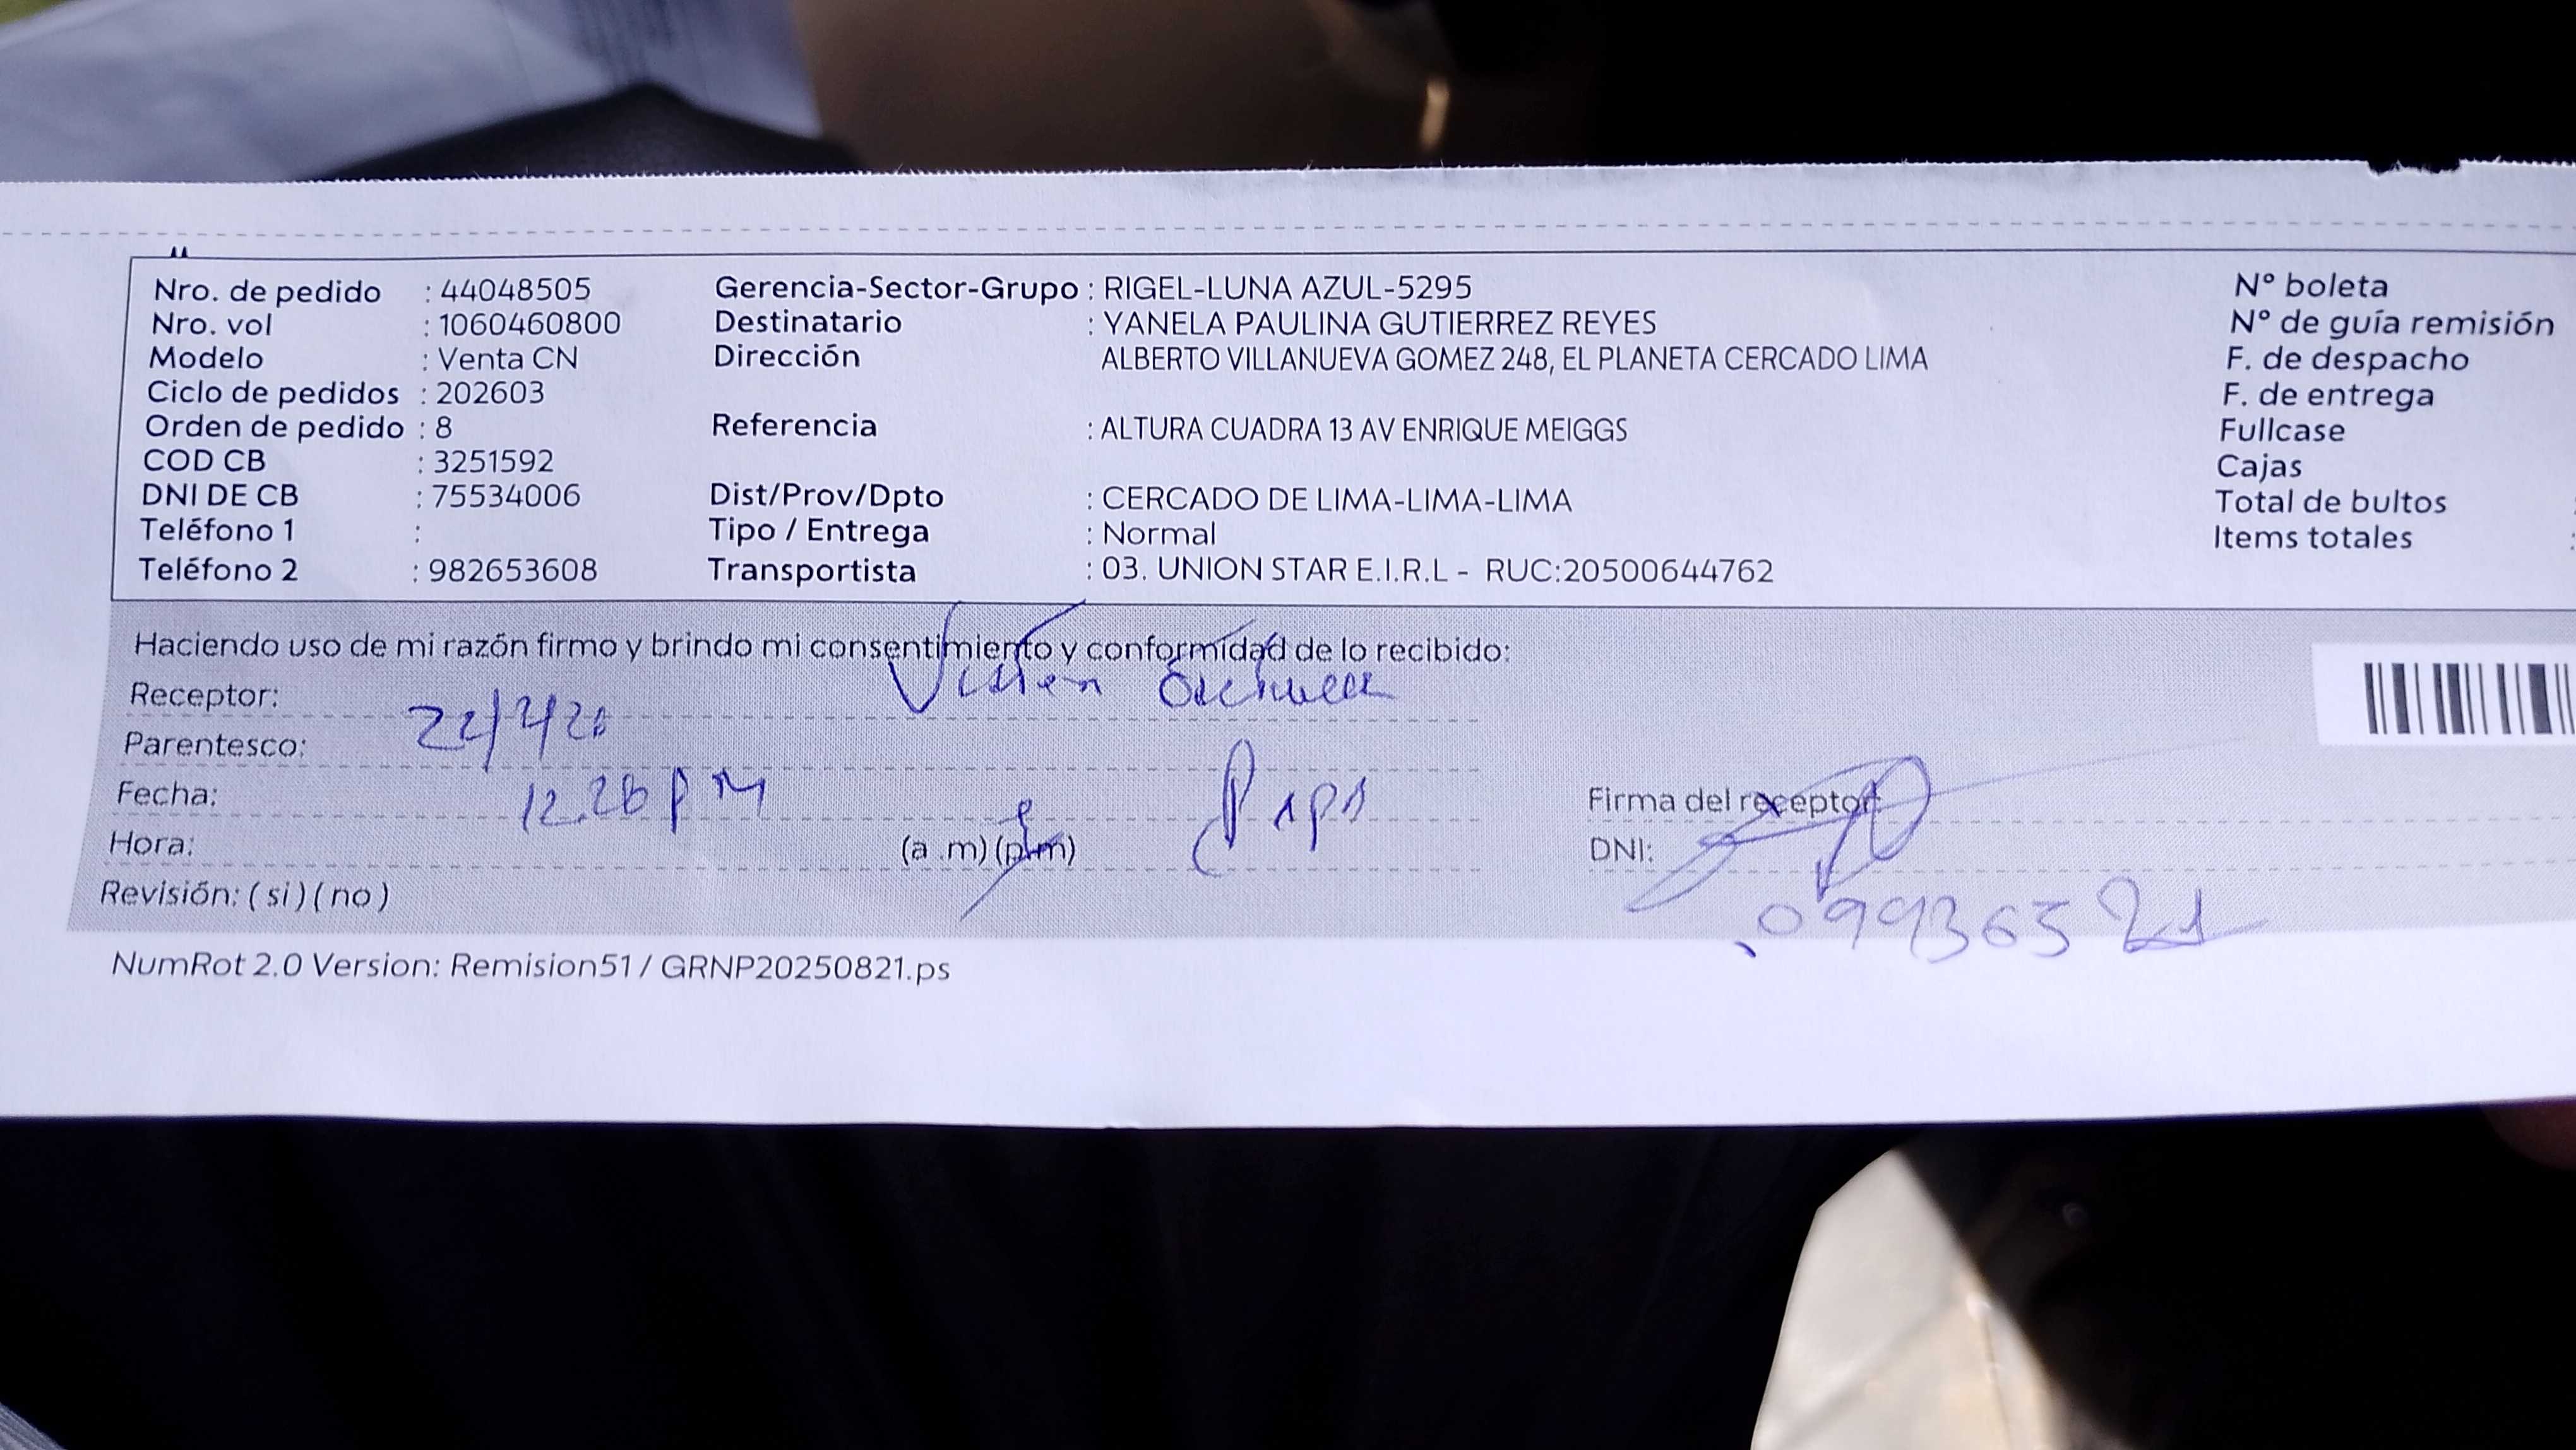 Nro. de pedido : 44048505 Gerencia-Sector-Grupo : RIGEL-LUNA AZUL-5295 N° boleta
Nro. vol : 1060460800 Destinatario : YANELA PAULINA GUTIERREZ REYES N° de guía remisión
Modelo : Venta CN Dirección ALBERTO VILLANUEVA GOMEZ 248, EL PLANETA CERCADO LIMA F. de despacho
Ciclo de pedidos : 202603 F. de entrega
Orden de pedido : 8 Referencia : ALTURA CUADRA 13 AV ENRIQUE MEIGGS Fullcase
COD CB : 3251592 Cajas
DNI DE CB : 75534006 Dist/Prov/Dpto : CERCADO DE LIMA-LIMA-LIMA Total de bultos :
Teléfono 1 : Tipo / Entrega : Normal Items totales :
Teléfono 2 : 982653608 Transportista : 03. UNION STAR E.I.R.L - RUC:20500644762
Haciendo uso de mi razón firmo y brindo mi consentimiento y conformidad de lo recibido:
Receptor:
Parentesco:
Fecha: 12.26 PM Firma del receptor:
Hora: (a .m) (p.m) DNI:
09936521
Revisión: ( si ) ( no )
NumRot 2.0 Version: Remision51 / GRNP20250821.ps